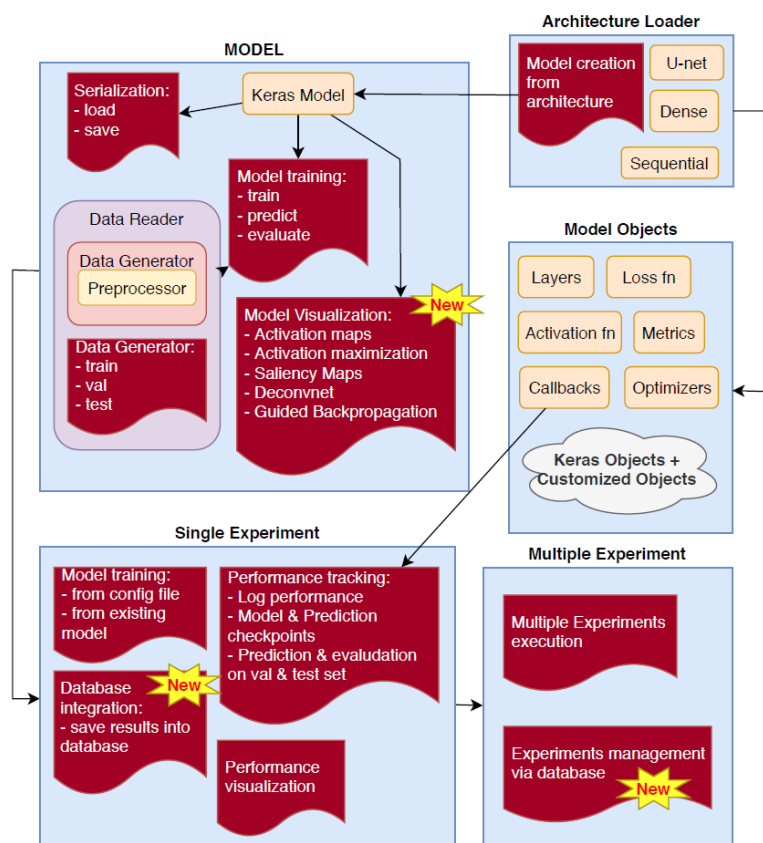 Architecture Loader
Model creation
from
architecture
U-net
Dense
Sequential
MODEL
Serialization:
- load
- save
Keras Model
Model training:
- train
- predict
- evaluate
Data Reader
Data Generator
Preprocessor
Data Generator:
- train
- val
- test
New
Model Visualization:
- Activation maps
- Activation maximization
- Saliency Maps
- Deconvnet
- Guided Backpropagation
Model Objects
Layers
Loss fn
Activation fn
Metrics
Callbacks
Optimizers
Keras Objects +
Customized Objects
Single Experiment
Model training:
- from config file
- from existing
model
Performance tracking:
- Log performance
- Model & Prediction
checkpoints
- Prediction & evaludation
on val & test set
New
Database
integration:
- save results into
database
Performance
visualization
Multiple Experiment
Multiple Experiments
execution
Experiments management
via database
New